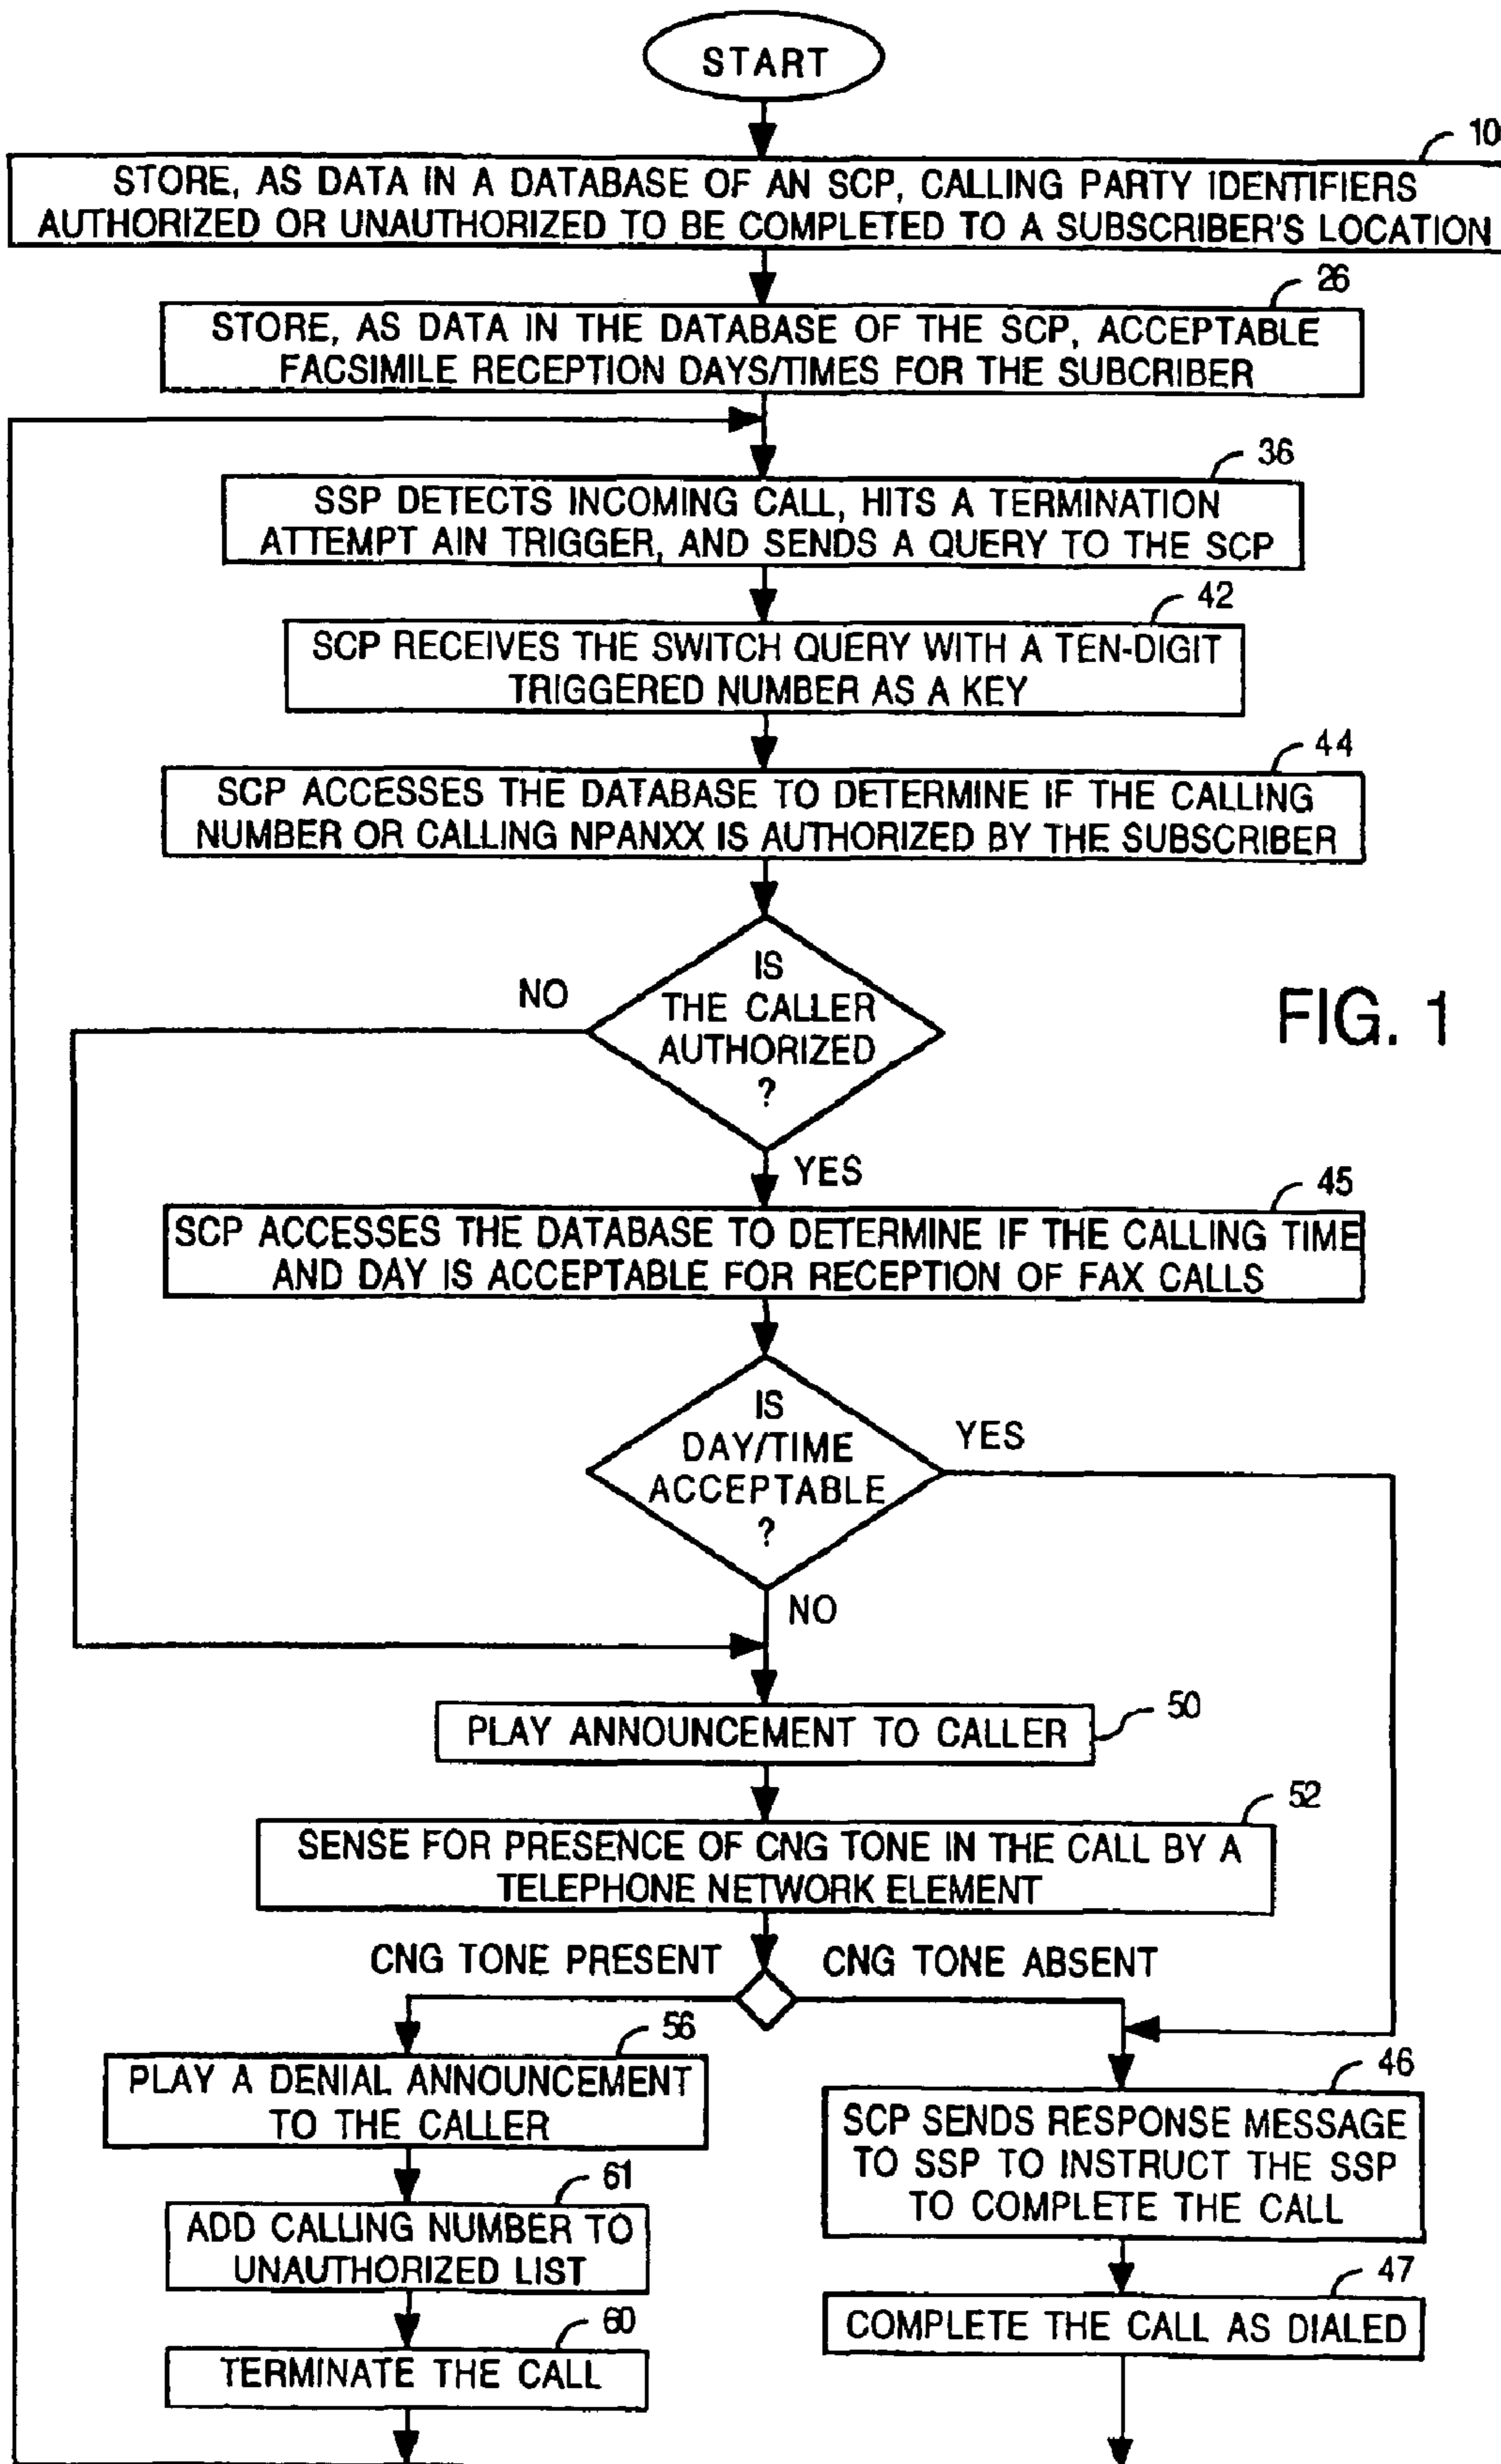 START
10
STORE, AS DATA IN A DATABASE OF AN SCP, CALLING PARTY IDENTIFIERS
AUTHORIZED OR UNAUTHORIZED TO BE COMPLETED TO A SUBSCRIBER'S LOCATION
26
STORE, AS DATA IN THE DATABASE OF THE SCP, ACCEPTABLE
FACSIMILE RECEPTION DAYS/TIMES FOR THE SUBCRIBER
36
SSP DETECTS INCOMING CALL, HITS A TERMINATION
ATTEMPT AIN TRIGGER, AND SENDS A QUERY TO THE SCP
42
SCP RECEIVES THE SWITCH QUERY WITH A TEN-DIGIT
TRIGGERED NUMBER AS A KEY
44
SCP ACCESSES THE DATABASE TO DETERMINE IF THE CALLING
NUMBER OR CALLING NPANXX IS AUTHORIZED BY THE SUBSCRIBER
IS
THE CALLER
AUTHORIZED
?
NO
FIG. 1
YES
45
SCP ACCESSES THE DATABASE TO DETERMINE IF THE CALLING TIME
AND DAY IS ACCEPTABLE FOR RECEPTION OF FAX CALLS
IS
DAY/TIME
ACCEPTABLE
?
YES
NO
50
PLAY ANNOUNCEMENT TO CALLER
52
SENSE FOR PRESENCE OF CNG TONE IN THE CALL BY A
TELEPHONE NETWORK ELEMENT
CNG TONE PRESENT
CNG TONE ABSENT
56
PLAY A DENIAL ANNOUNCEMENT
TO THE CALLER
46
SCP SENDS RESPONSE MESSAGE
TO SSP TO INSTRUCT THE SSP
TO COMPLETE THE CALL
61
ADD CALLING NUMBER TO
UNAUTHORIZED LIST
47
COMPLETE THE CALL AS DIALED
60
TERMINATE THE CALL